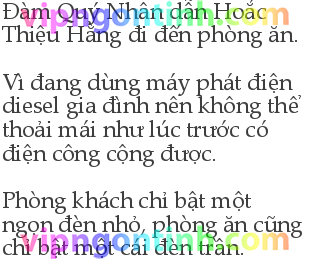 Đàm Quý Nhân dẫn Hoắc
Thiệu Hằng đi đến phòng ăn.
Vì đang dùng máy phát điện
diesel gia đình nên không thể
thoải mái như lúc trước có
điện công cộng được.
Phòng khách chỉ bật một
ngọn đèn nhỏ, phòng ăn cũng
chỉ bật một cái đèn trần.
vipngontinh.com
vipngontinh.com